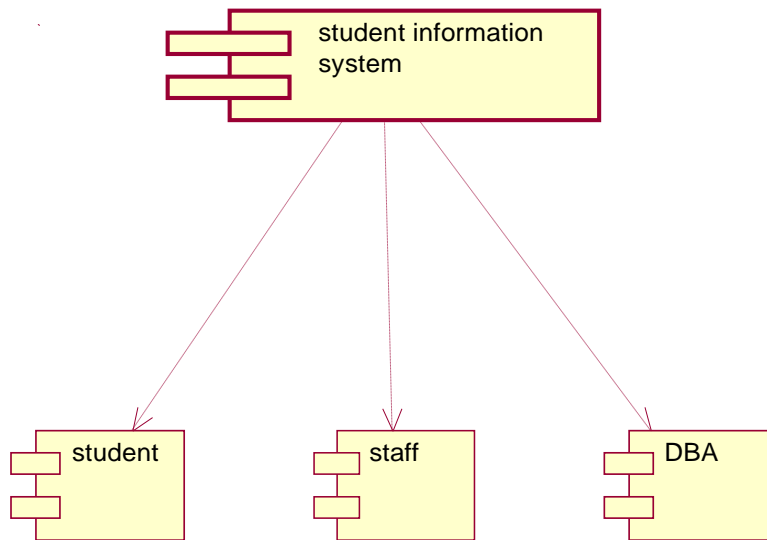 student information
system
student
staff
DBA